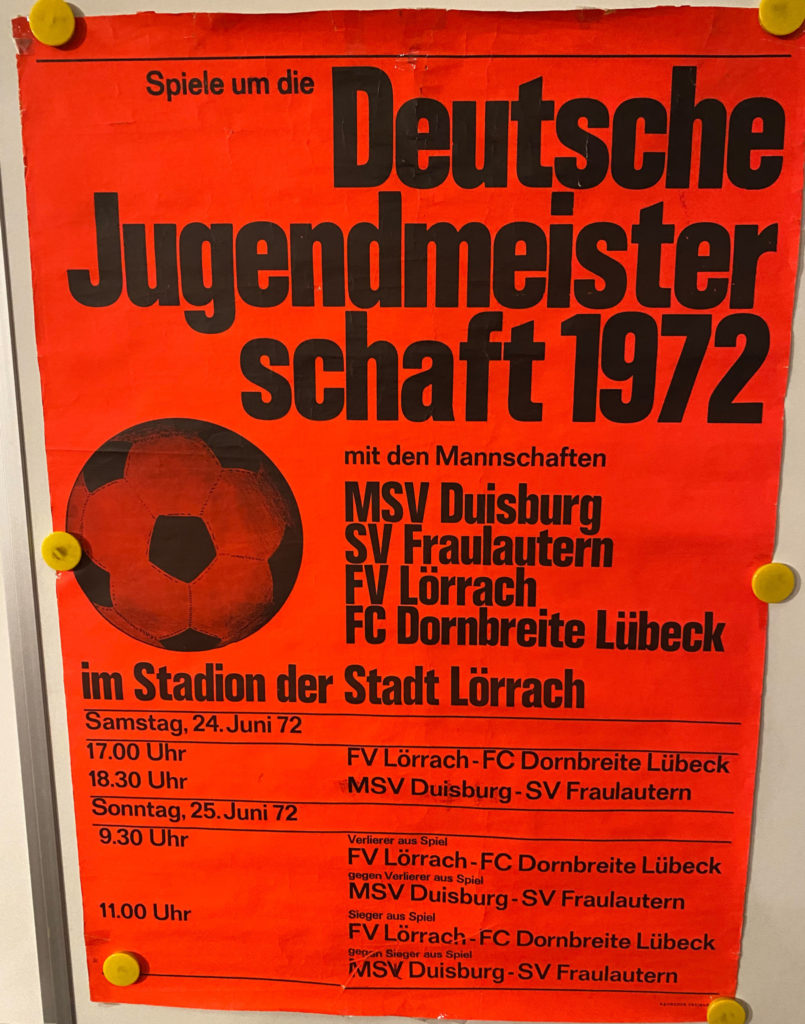 Spiele um die
Deutsche
Jugendmeister
schaft 1972
mit den Mannschaften
MSV Duisburg
SV Fraulautern
FV Lörrach
FC Dornbreite Lübeck
im Stadion der Stadt Lörrach
Samstag, 24. Juni 72
17.00 Uhr FV Lörrach - FC Dornbreite Lübeck
18.30 Uhr MSV Duisburg - SV Fraulautern
Sonntag, 25. Juni 72
9.30 Uhr Verlierer aus Spiel
FV Lörrach - FC Dornbreite Lübeck
gegen Verlierer aus Spiel
MSV Duisburg - SV Fraulautern
11.00 Uhr Sieger aus Spiel
FV Lörrach - FC Dornbreite Lübeck
gegen Sieger aus Spiel
MSV Duisburg - SV Fraulautern